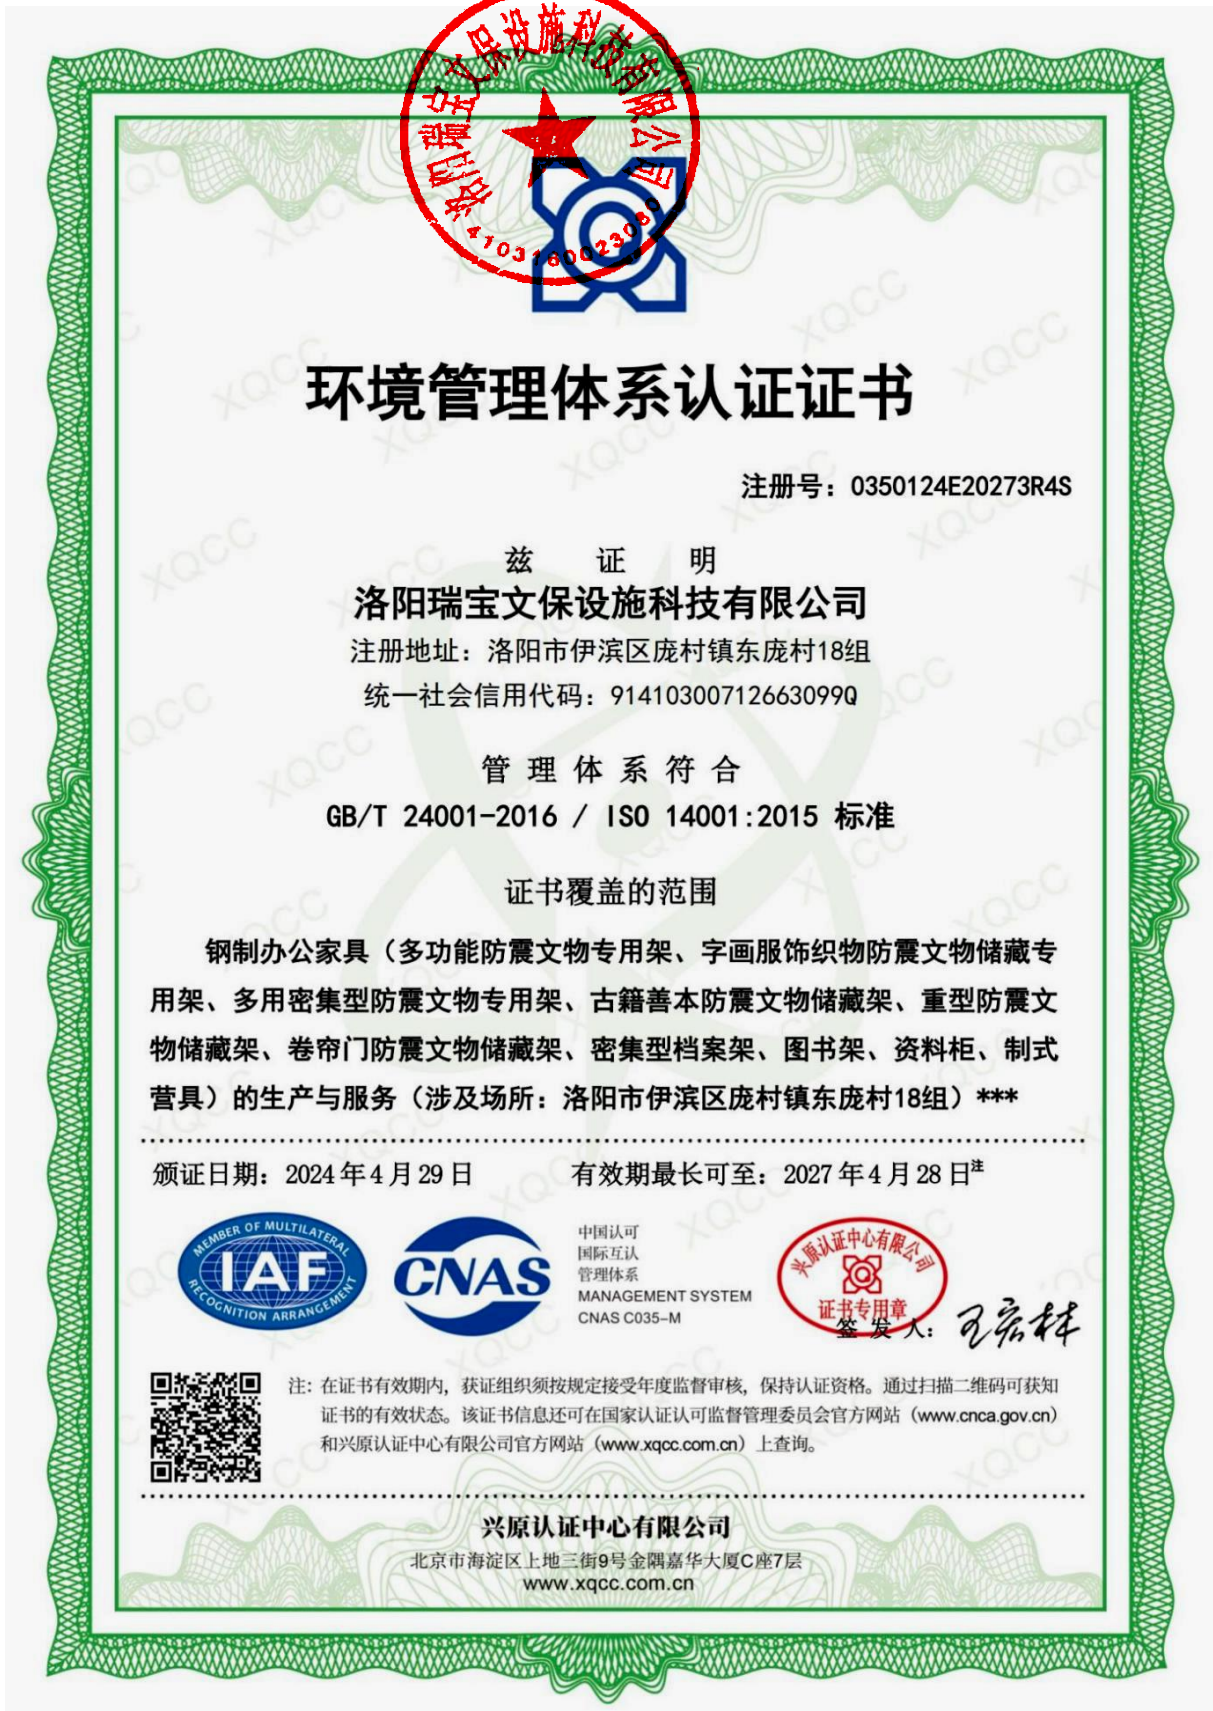 洛阳瑞宝文保设施科技有限公司
4103180023080
环境管理体系认证证书
注册号：0350124E20273R4S
兹 证 明
洛阳瑞宝文保设施科技有限公司
注册地址：洛阳市伊滨区庞村镇东庞村18组
统一社会信用代码：91410300712663099Q
管理体系符合
GB/T 24001-2016 / ISO 14001:2015 标准
证书覆盖的范围
钢制办公家具（多功能防震文物专用架、字画服饰织物防震文物储藏专
用架、多用密集型防震文物专用架、古籍善本防震文物储藏架、重型防震文
物储藏架、卷帘门防震文物储藏架、密集型档案架、图书架、资料柜、制式
营具）的生产与服务（涉及场所：洛阳市伊滨区庞村镇东庞村18组）***
颁证日期：2024年4月29日 有效期最长可至：2027年4月28日注
MEMBER OF MULTILATERAL
IAF
RECOGNITION ARRANGEMENT
CNAS
中国认可
国际互认
管理体系
MANAGEMENT SYSTEM
CNAS C035-M
兴原认证中心有限公司
证书专用章
签发人：王宏林
注：在证书有效期内，获证组织须按规定接受年度监督审核，保持认证资格。通过扫描二维码可获知
证书的有效状态。该证书信息还可在国家认证认可监督管理委员会官方网站（www.cnca.gov.cn）
和兴原认证中心有限公司官方网站（www.xqcc.com.cn）上查询。
兴原认证中心有限公司
北京市海淀区上地三街9号金隅嘉华大厦C座7层
www.xqcc.com.cn
XQCC